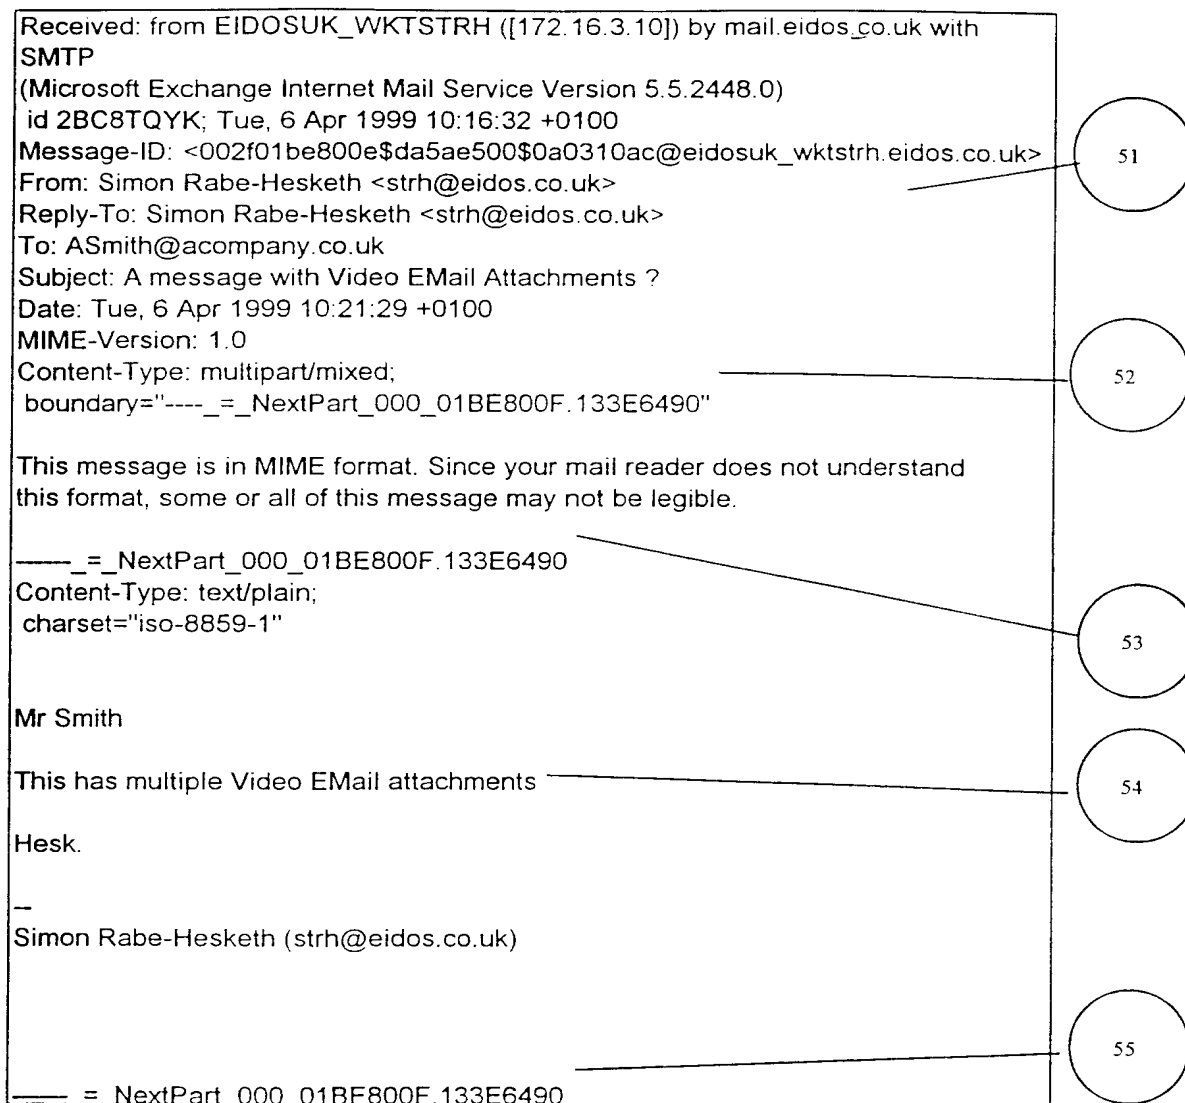 Received: from EIDOSUK_WKTSTRH ([172.16.3.10]) by mail.eidos.co.uk with
SMTP
(Microsoft Exchange Internet Mail Service Version 5.5.2448.0)
id 2BC8TQYK; Tue, 6 Apr 1999 10:16:32 +0100
Message-ID: <002f01be800e$da5ae500$0a0310ac@eidosuk_wktstrh.eidos.co.uk>
51
From: Simon Rabe-Hesketh <strh@eidos.co.uk>
Reply-To: Simon Rabe-Hesketh <strh@eidos.co.uk>
To: ASmith@acompany.co.uk
Subject: A message with Video EMail Attachments ?
Date: Tue, 6 Apr 1999 10:21:29 +0100
MIME-Version: 1.0
Content-Type: multipart/mixed;
52
boundary="----_=_NextPart_000_01BE800F.133E6490"
This message is in MIME format. Since your mail reader does not understand
this format, some or all of this message may not be legible.
------_=_NextPart_000_01BE800F.133E6490
Content-Type: text/plain;
charset="iso-8859-1"
53
Mr Smith
This has multiple Video EMail attachments
54
Hesk.
--
Simon Rabe-Hesketh (strh@eidos.co.uk)
55
------_=_NextPart_000_01BE800F.133E6490